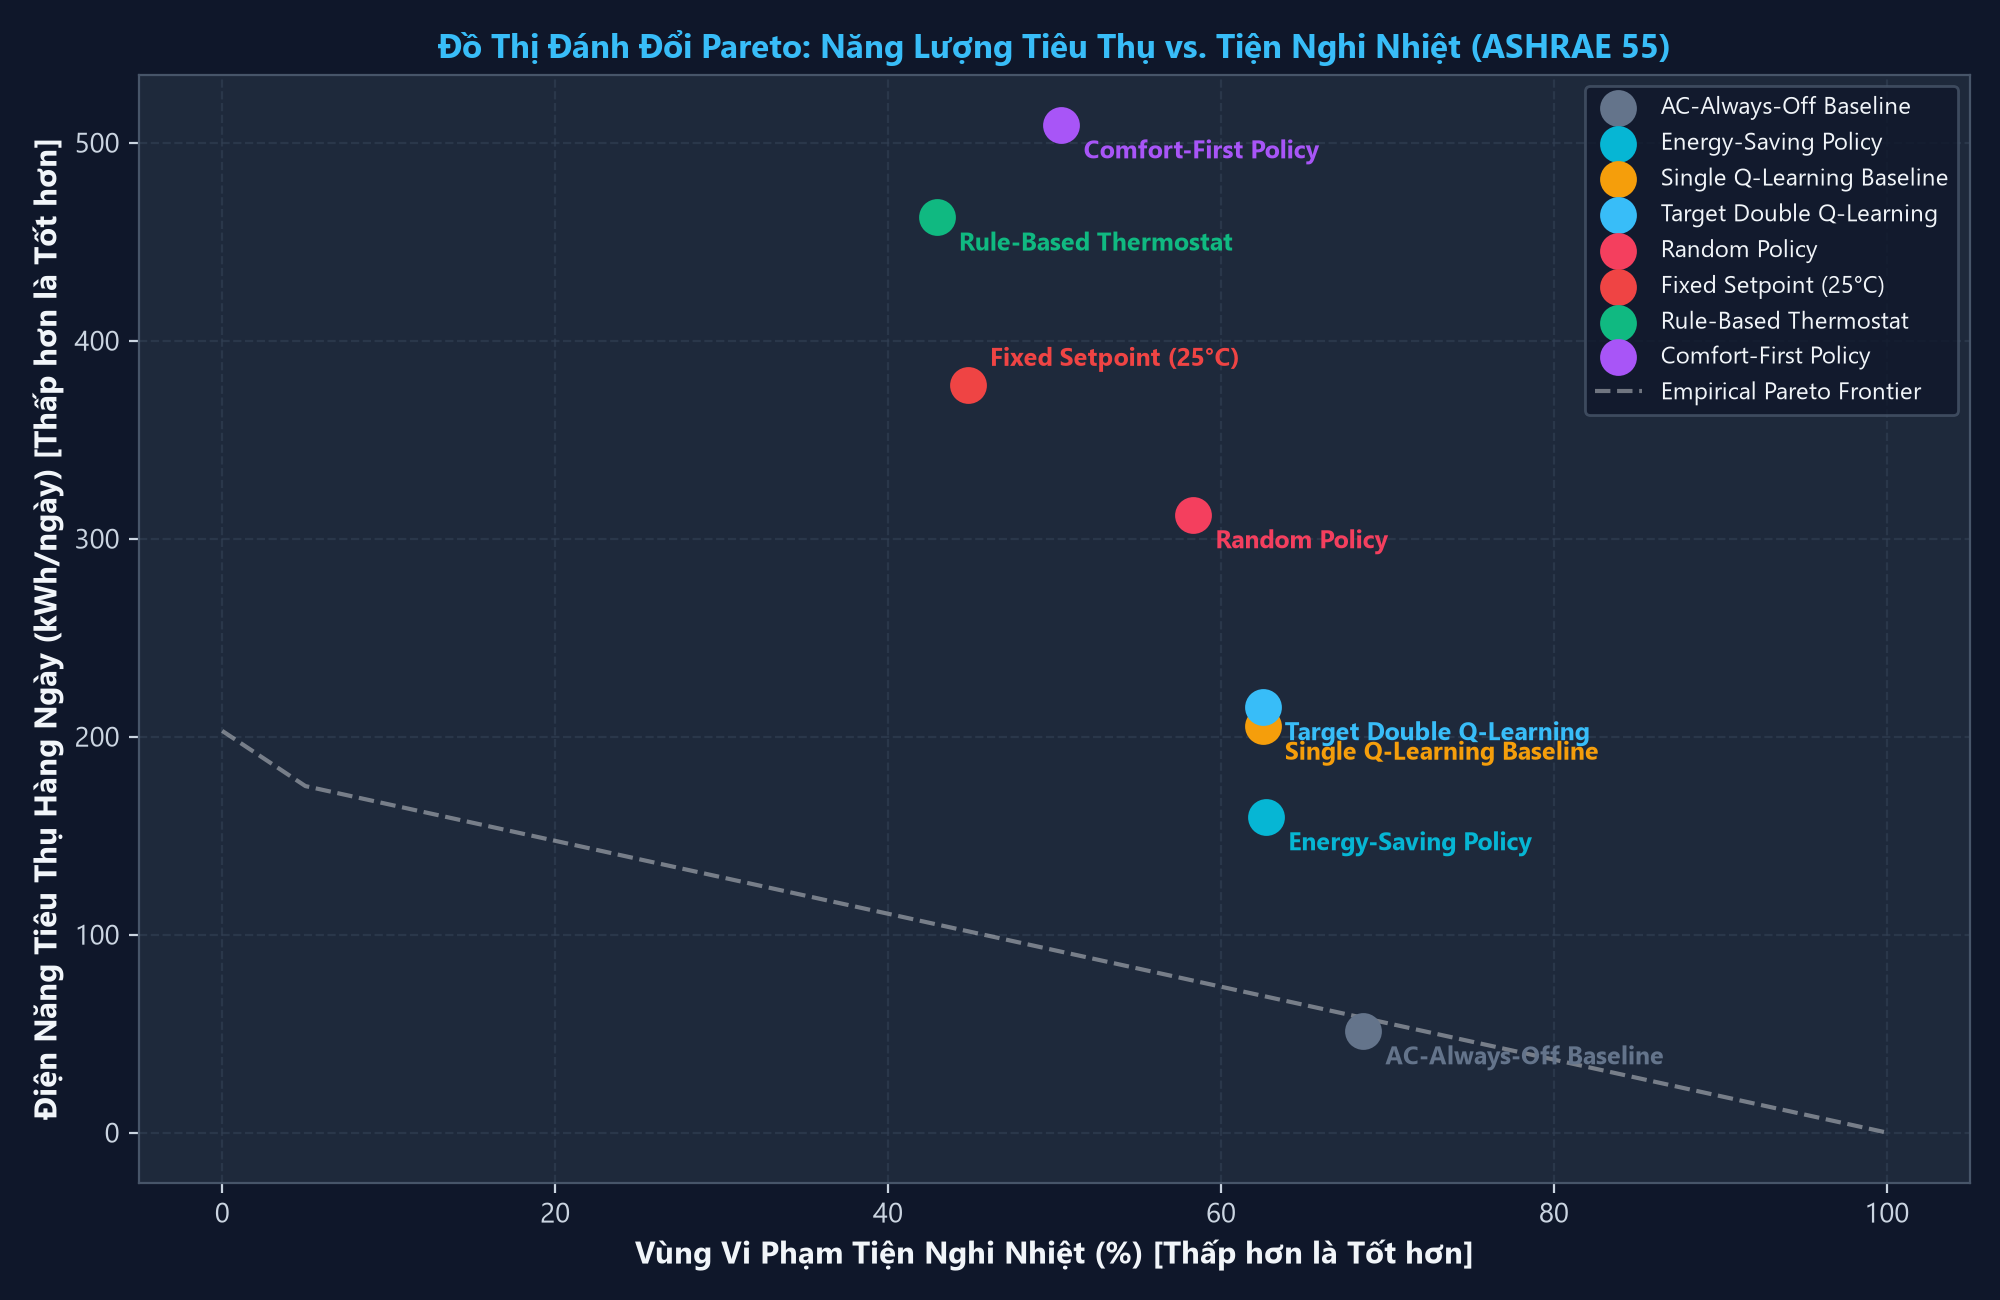 Đồ Thị Đánh Đổi Pareto: Năng Lượng Tiêu Thụ vs. Tiện Nghi Nhiệt (ASHRAE 55)
Điện Năng Tiêu Thụ Hàng Ngày (kWh/ngày) [Thấp hơn là Tốt hơn]
500
400
300
200
100
0
Comfort-First Policy
Rule-Based Thermostat
Fixed Setpoint (25°C)
Random Policy
Target Double Q-Learning
Single Q-Learning Baseline
Energy-Saving Policy
AC-Always-Off Baseline
AC-Always-Off Baseline
Energy-Saving Policy
Single Q-Learning Baseline
Target Double Q-Learning
Random Policy
Fixed Setpoint (25°C)
Rule-Based Thermostat
Comfort-First Policy
Empirical Pareto Frontier
0 20 40 60 80 100
Vùng Vi Phạm Tiện Nghi Nhiệt (%) [Thấp hơn là Tốt hơn]